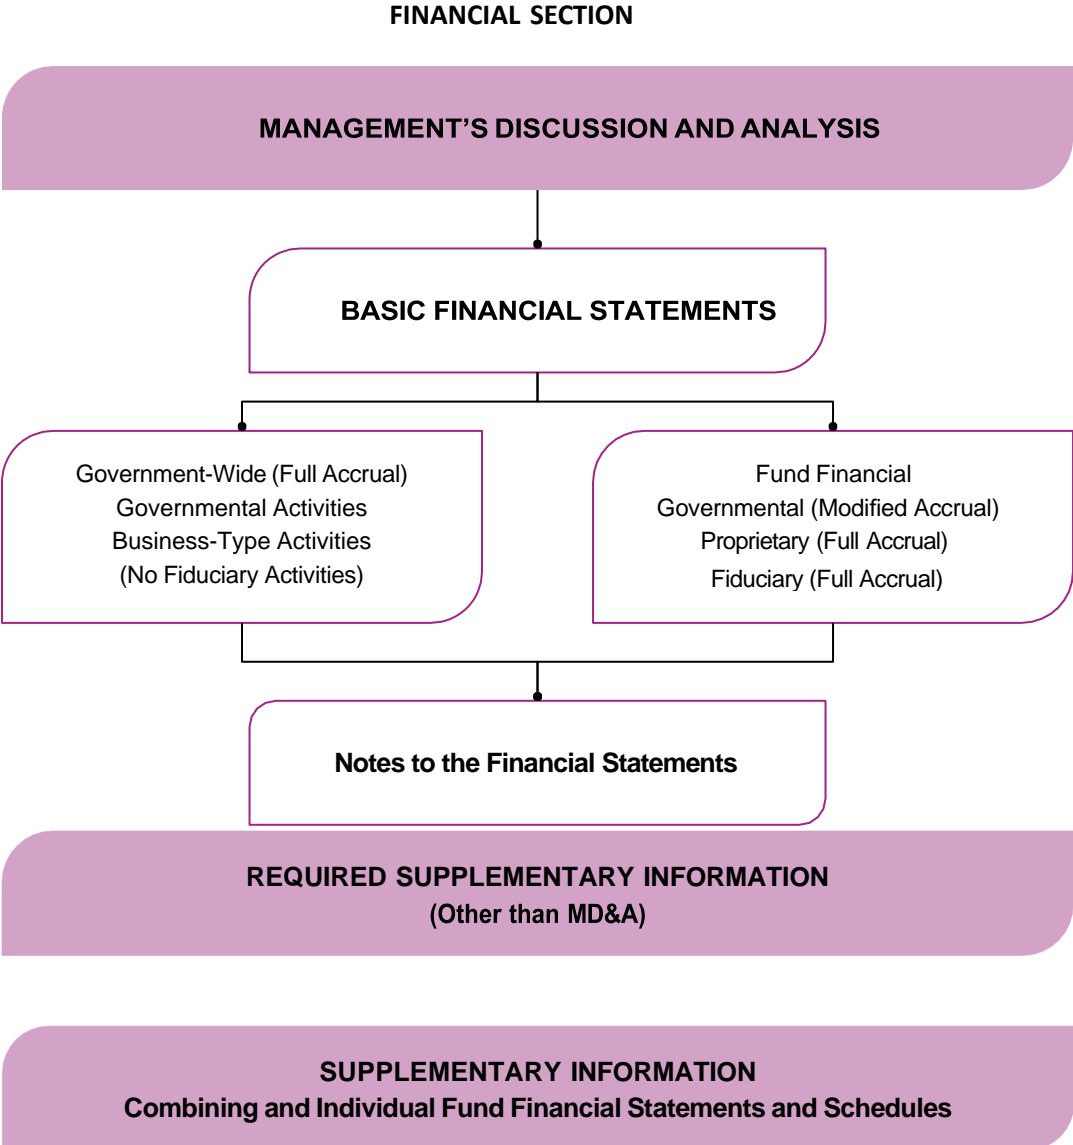 FINANCIAL SECTION
MANAGEMENT’S DISCUSSION AND ANALYSIS
BASIC FINANCIAL STATEMENTS
Government-Wide (Full Accrual)
Governmental Activities
Business-Type Activities
(No Fiduciary Activities)
Fund Financial
Governmental (Modified Accrual)
Proprietary (Full Accrual)
Fiduciary (Full Accrual)
Notes to the Financial Statements
REQUIRED SUPPLEMENTARY INFORMATION
(Other than MD&A)
SUPPLEMENTARY INFORMATION
Combining and Individual Fund Financial Statements and Schedules